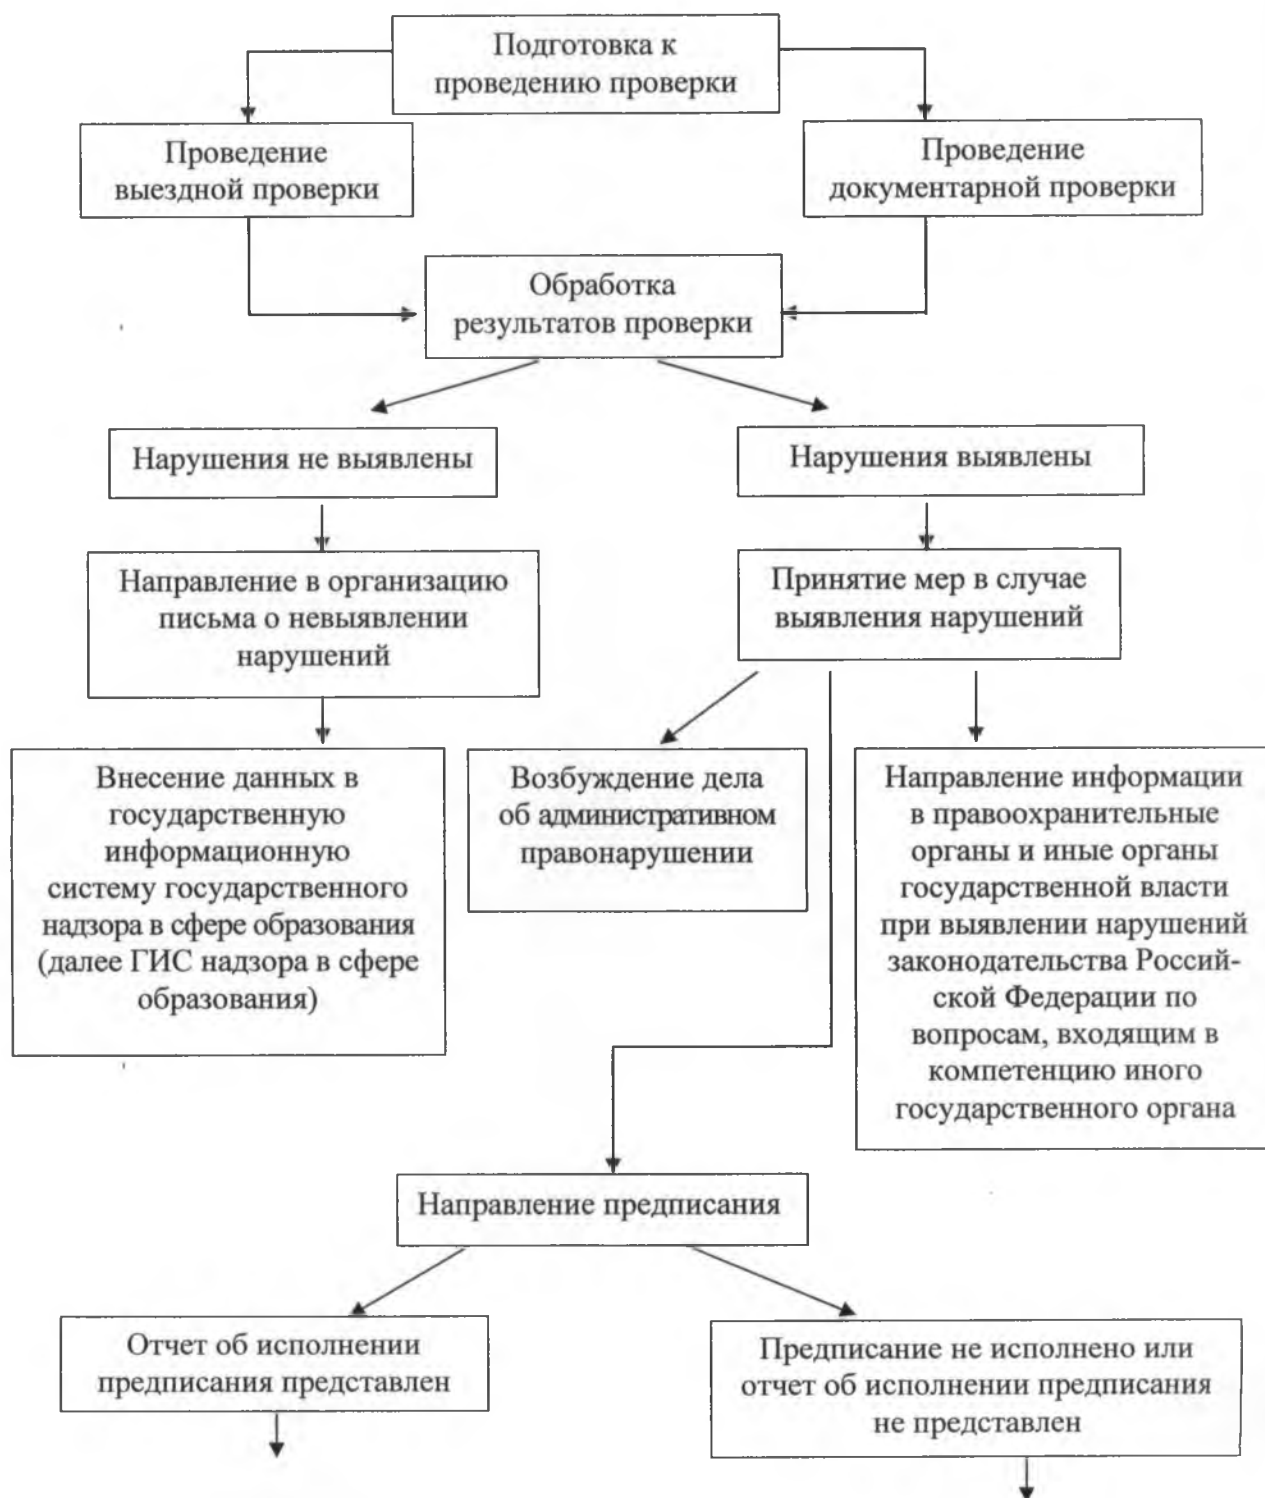 Подготовка к
проведению проверки
Проведение
выездной проверки
Проведение
документарной проверки
Обработка
результатов проверки
Нарушения не выявлены
Нарушения выявлены
Направление в организацию
письма о невыявлении
нарушений
Принятие мер в случае
выявления нарушений
Внесение данных в
государственную
информационную
систему государственного
надзора в сфере образования
(далее ГИС надзора в сфере
образования)
Возбуждение дела
об административном
правонарушении
Направление информации
в правоохранительные
органы и иные органы
государственной власти
при выявлении нарушений
законодательства Россий-
ской Федерации по
вопросам, входящим в
компетенцию иного
государственного органа
Направление предписания
Отчет об исполнении
предписания представлен
Предписание не исполнено или
отчет об исполнении предписания
не представлен